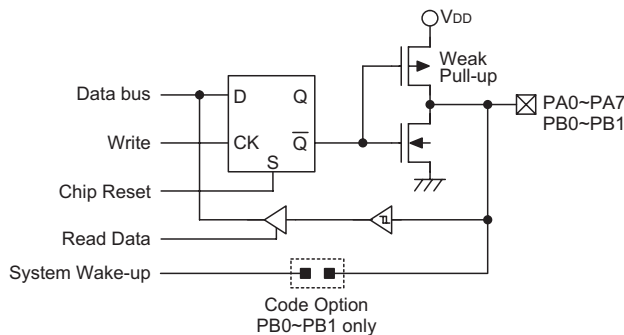 VDD
Weak
Pull-up
Data bus
D
Q
PA0~PA7
PB0~PB1
Write
CK
Q
S
Chip Reset
Read Data
System Wake-up
Code Option
PB0~PB1 only